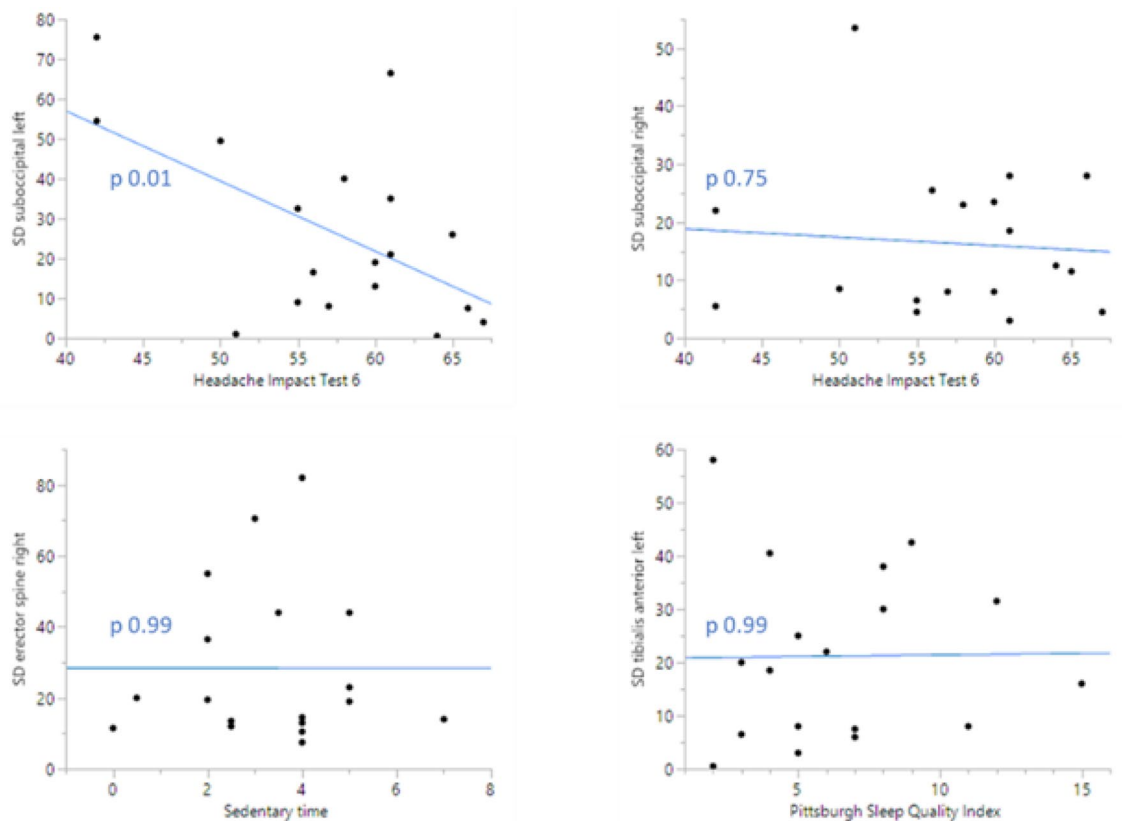 80
70
60
50
40
30
20
10
0
SD suboccipital left
p 0.01
40 45 50 55 60 65
Headache Impact Test 6
50
40
30
20
10
0
SD suboccipital right
p 0.75
40 45 50 55 60 65
Headache Impact Test 6
80
60
40
20
0
SD erector spine right
p 0.99
0 2 4 6 8
Sedentary time
60
50
40
30
20
10
0
SD tibialis anterior left
p 0.99
5 10 15
Pittsburgh Sleep Quality Index